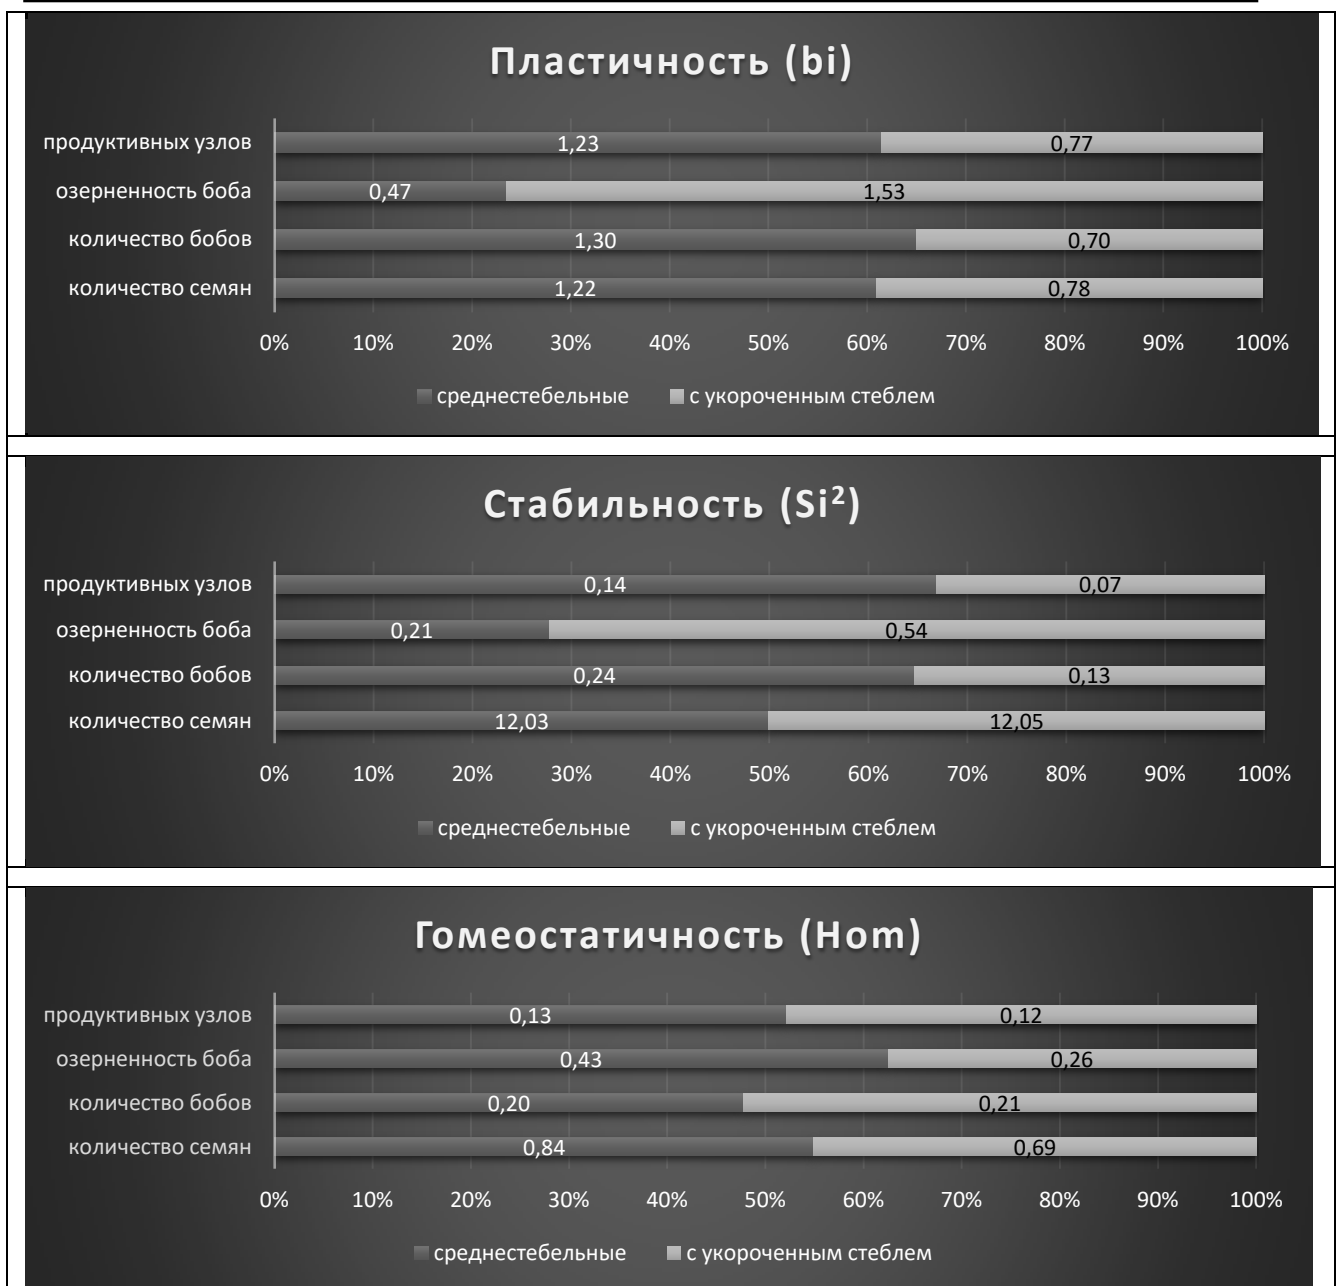 Пластичность (bi)
продуктивных узлов 1,23 0,77
озерненность боба 0,47 1,53
количество бобов 1,30 0,70
количество семян 1,22 0,78
0% 10% 20% 30% 40% 50% 60% 70% 80% 90% 100%
среднестебельные с укороченным стеблем
Стабильность (Si²)
продуктивных узлов 0,14 0,07
озерненность боба 0,21 0,54
количество бобов 0,24 0,13
количество семян 12,03 12,05
0% 10% 20% 30% 40% 50% 60% 70% 80% 90% 100%
среднестебельные с укороченным стеблем
Гомеостатичность (Hom)
продуктивных узлов 0,13 0,12
озерненность боба 0,43 0,26
количество бобов 0,20 0,21
количество семян 0,84 0,69
0% 10% 20% 30% 40% 50% 60% 70% 80% 90% 100%
среднестебельные с укороченным стеблем